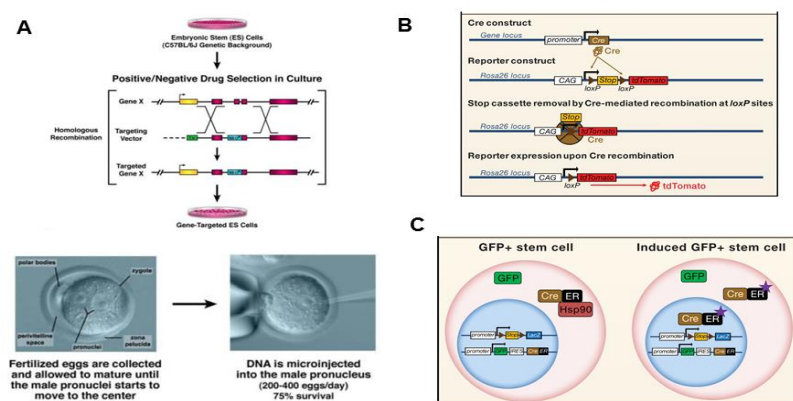 A
Embryonic Stem (ES) Cells
(C57BL/6J Genetic Background)
Positive/Negative Drug Selection in Culture
Gene X
Homologous
Recombination
Targeting
Vector
Targeted
Gene X
Gene-Targeted ES Cells
polar bodies
zygote
perivitelline
space
pronuclei
zona
pelucida
Fertilized eggs are collected
and allowed to mature until
the male pronuclei starts to
move to the center
DNA is microinjected
into the male pronucleus
(200-400 eggs/day)
75% survival
B
Cre construct
Gene locus
promoter
Cre
Cre
Reporter construct
Rosa26 locus
CAG
Stop
tdTomato
loxP
loxP
Stop cassette removal by Cre-mediated recombination at loxP sites
Stop
Rosa26 locus
CAG
tdTomato
Cre
Reporter expression upon Cre recombination
Rosa26 locus
CAG
tdTomato
loxP
tdTomato
C
GFP+ stem cell
GFP
Cre ER
Hsp90
promoter Stop LacZ
promoter GFP IRES Cre ER
Induced GFP+ stem cell
GFP
Cre ER
Cre ER
promoter Stop LacZ
promoter GFP IRES Cre ER